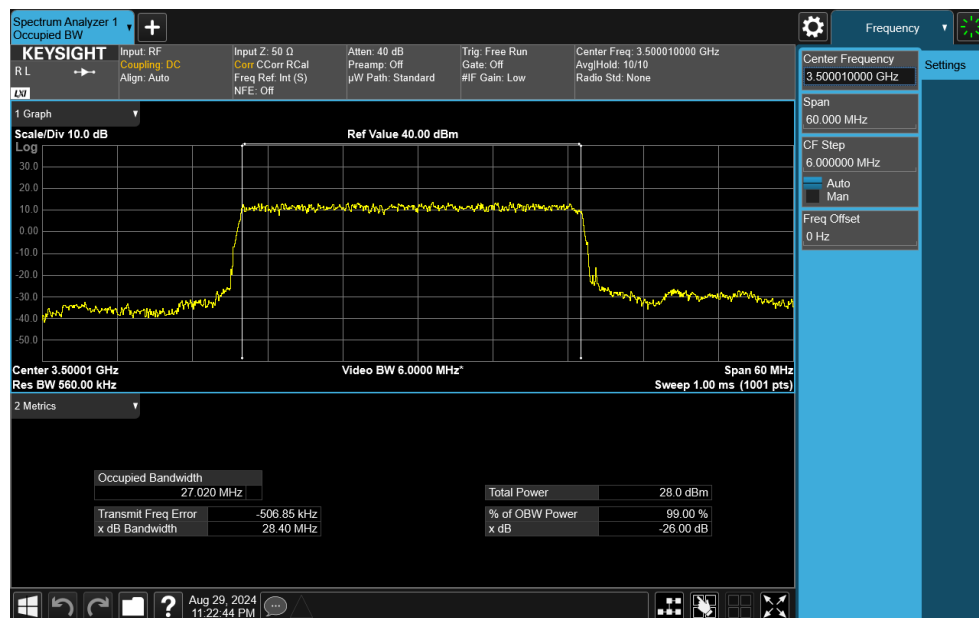 Spectrum Analyzer 1
Occupied BW
Frequency
KEYSIGHT
R L
LXI
Input: RF
Coupling: DC
Align: Auto
Input Z: 50 Ω
Corr CCorr RCal
Freq Ref: Int (S)
NFE: Off
Atten: 40 dB
Preamp: Off
µW Path: Standard
Trig: Free Run
Gate: Off
#IF Gain: Low
Center Freq: 3.500010000 GHz
Avg|Hold: 10/10
Radio Std: None
Center Frequency
3.500010000 GHz
Settings
Span
60.000 MHz
CF Step
6.000000 MHz
Auto
Man
Freq Offset
0 Hz
1 Graph
Scale/Div 10.0 dB
Ref Value 40.00 dBm
Log
30.0
20.0
10.0
0.00
-10.0
-20.0
-30.0
-40.0
-50.0
Center 3.50001 GHz
Video BW 6.0000 MHz*
Span 60 MHz
Res BW 560.00 kHz
Sweep 1.00 ms (1001 pts)
2 Metrics
Occupied Bandwidth
27.020 MHz
Total Power 28.0 dBm
Transmit Freq Error -506.85 kHz
% of OBW Power 99.00 %
x dB Bandwidth 28.40 MHz
x dB -26.00 dB
?
Aug 29, 2024
11:22:44 PM